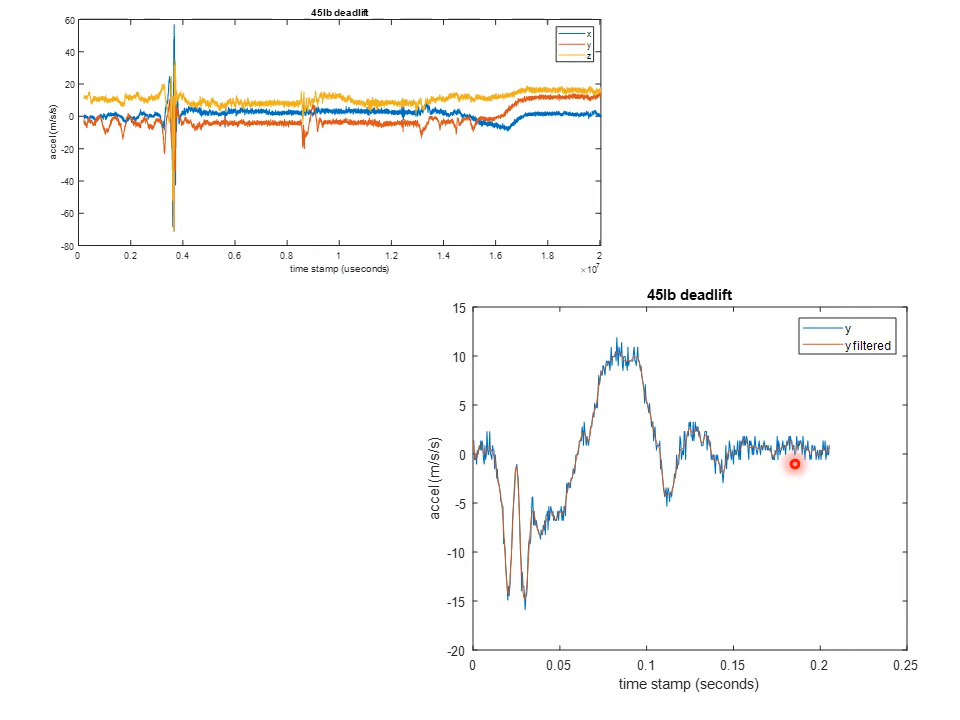 45lb deadlift
60
40
20
0
-20
-40
-60
-80
accel (m/s/s)
x
y
z
0 0.2 0.4 0.6 0.8 1 1.2 1.4 1.6 1.8 2
time stamp (useconds)
×10^7
45lb deadlift
15
10
5
0
-5
-10
-15
-20
accel (m/s/s)
y
y filtered
0 0.05 0.1 0.15 0.2 0.25
time stamp (seconds)